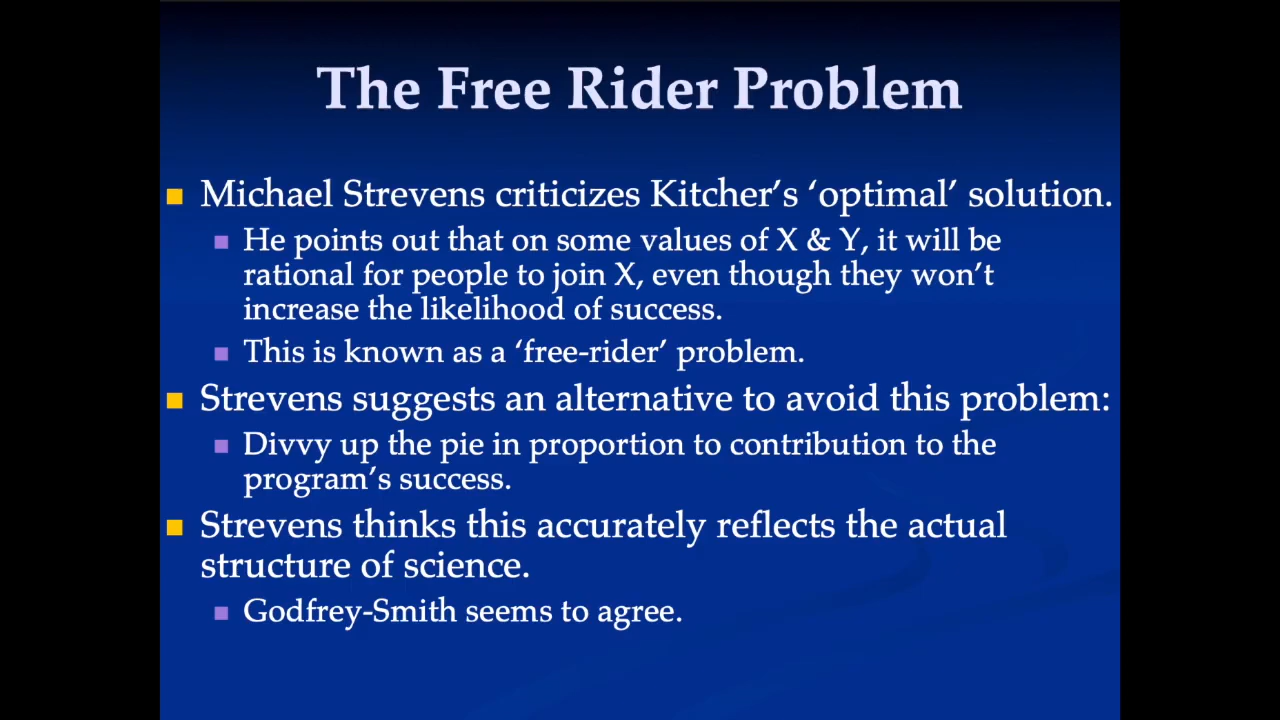 The Free Rider Problem
Michael Strevens criticizes Kitcher’s ‘optimal’ solution.
He points out that on some values of X & Y, it will be
rational for people to join X, even though they won’t
increase the likelihood of success.
This is known as a ‘free-rider’ problem.
Strevens suggests an alternative to avoid this problem:
Divvy up the pie in proportion to contribution to the
program’s success.
Strevens thinks this accurately reflects the actual
structure of science.
Godfrey-Smith seems to agree.